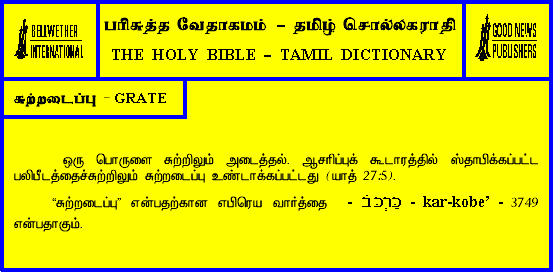 BELLWETHER
INTERNATIONAL
பரிசுத்த வேதாகமம் – தமிழ் சொல்லகராதி
THE HOLY BIBLE – TAMIL DICTIONARY
GOOD NEWS
PUBLISHERS
சுற்றடைப்பு - GRATE
ஒரு பொருளை சுற்றிலும் அடைத்தல். ஆசரிப்புக் கூடாரத்தில் ஸ்தாபிக்கப்பட்ட
பலிபீடத்தைச்சுற்றிலும் சுற்றடைப்பு உண்டாக்கப்பட்டது (யாத் 27:5).
“சுற்றடைப்பு” என்பதற்கான எபிரெய வார்த்தை - כַּרְכֹּב - kar-kobe’ - 3749
என்பதாகும்.